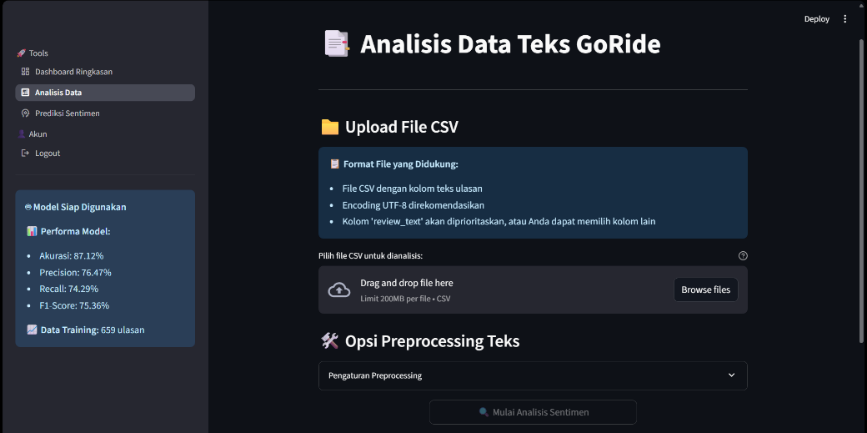 Deploy
🚀 Tools
Dashboard Ringkasan
Analisis Data
Prediksi Sentimen
👤 Akun
Logout
Model Siap Digunakan
📊 Performa Model:
• Akurasi: 87.12%
• Precision: 76.47%
• Recall: 74.29%
• F1-Score: 75.36%
📈 Data Training: 659 ulasan
📑 Analisis Data Teks GoRide
📁 Upload File CSV
📋 Format File yang Didukung:
• File CSV dengan kolom teks ulasan
• Encoding UTF-8 direkomendasikan
• Kolom 'review_text' akan diprioritaskan, atau Anda dapat memilih kolom lain
Pilih file CSV untuk dianalisis:
Drag and drop file here
Limit 200MB per file • CSV
Browse files
🛠️ Opsi Preprocessing Teks
Pengaturan Preprocessing
🔍 Mulai Analisis Sentimen